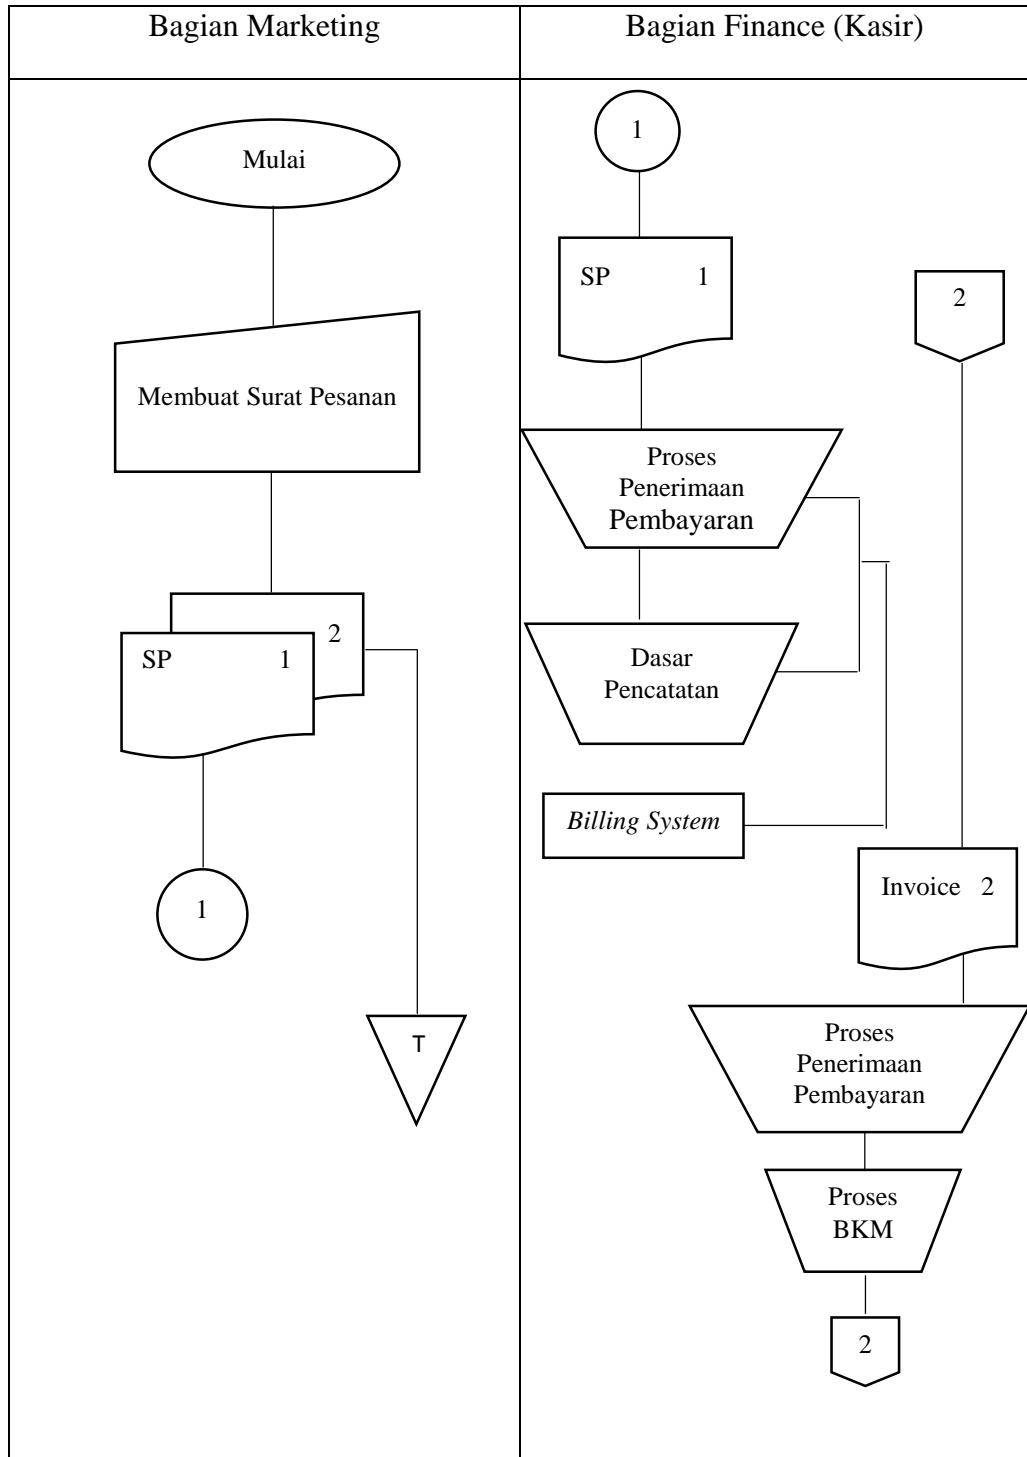 Bagian Marketing
Bagian Finance (Kasir)
Mulai
Membuat Surat Pesanan
2
SP 1
1
T
1
SP 1
2
Proses
Penerimaan
Pembayaran
Dasar
Pencatatan
Billing System
Invoice 2
Proses
Penerimaan
Pembayaran
Proses
BKM
2